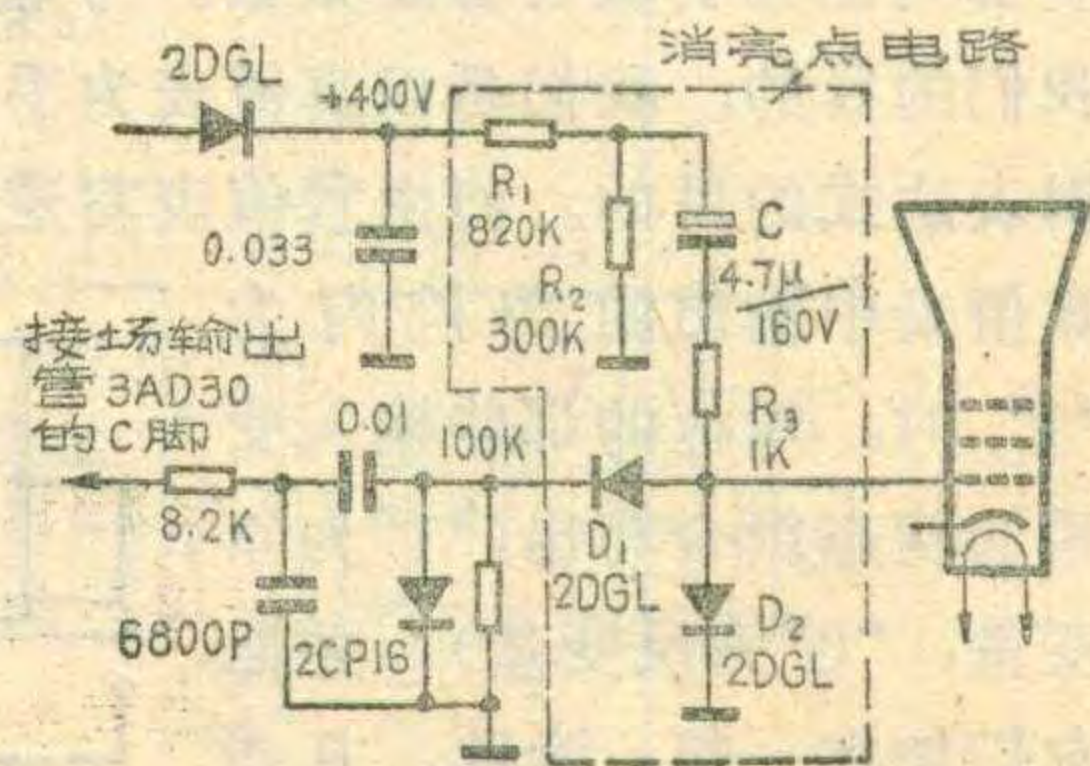 消亮点电路
2DGL
+400V
R1
820K
0.033
R2
300K
C
4.7μ
160V
接场输出
管3AD30
的C脚
0.01
100K
R3
1K
8.2K
D1
2DGL
6800P
2CP16
D2
2DGL